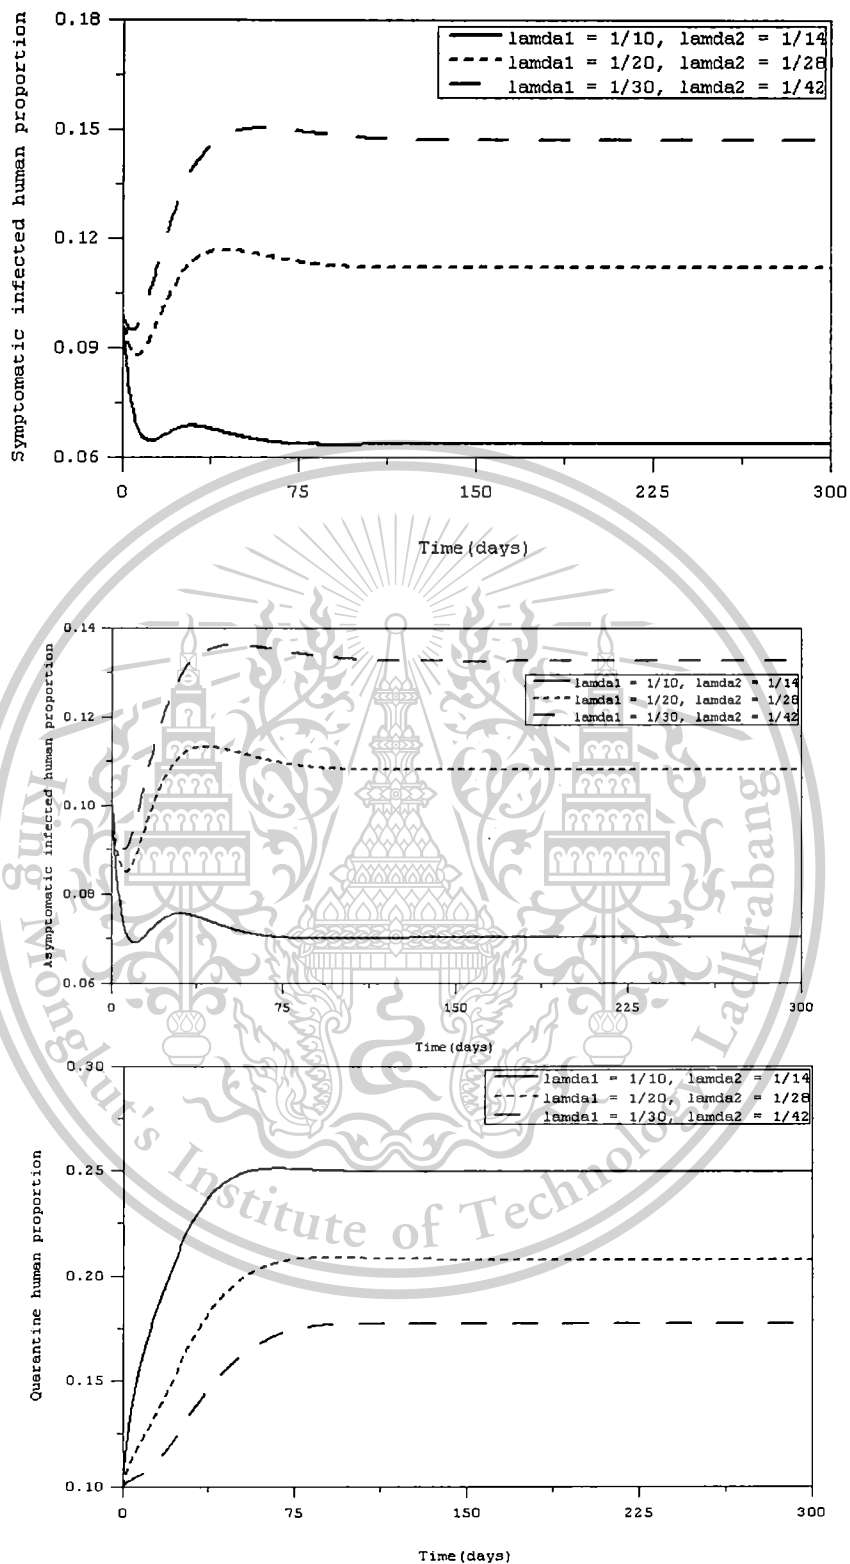 Symptomatic infected human proportion
0.18
0.15
0.12
0.09
0.06
lamda1 = 1/10, lamda2 = 1/14
lamda1 = 1/20, lamda2 = 1/28
lamda1 = 1/30, lamda2 = 1/42
0 75 150 225 300
Time(days)
Asymptomatic infected human proportion
0.14
0.12
0.10
0.08
0.06
lamda1 = 1/10, lamda2 = 1/14
lamda1 = 1/20, lamda2 = 1/28
lamda1 = 1/30, lamda2 = 1/42
0 75 150 225 300
Time(days)
Quarantine human proportion
0.30
0.25
0.20
0.15
0.10
lamda1 = 1/10, lamda2 = 1/14
lamda1 = 1/20, lamda2 = 1/28
lamda1 = 1/30, lamda2 = 1/42
0 75 150 225 300
Time(days)
King Mongkut's Institute of Technology Ladkrabang